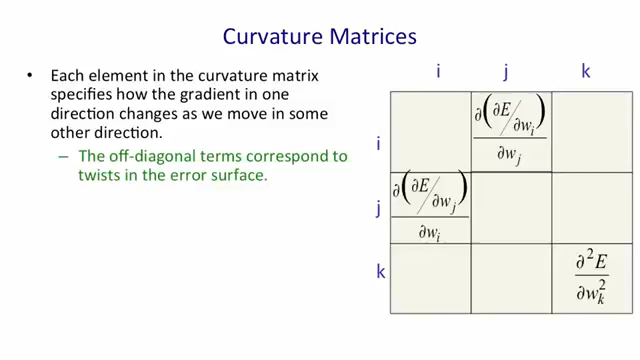 Curvature Matrices
• Each element in the curvature matrix
specifies how the gradient in one
direction changes as we move in some
other direction.
– The off-diagonal terms correspond to
twists in the error surface.
i j k
i ∂(∂E/∂w_i)/∂w_j
j ∂(∂E/∂w_j)/∂w_i
k ∂²E/∂w_k²